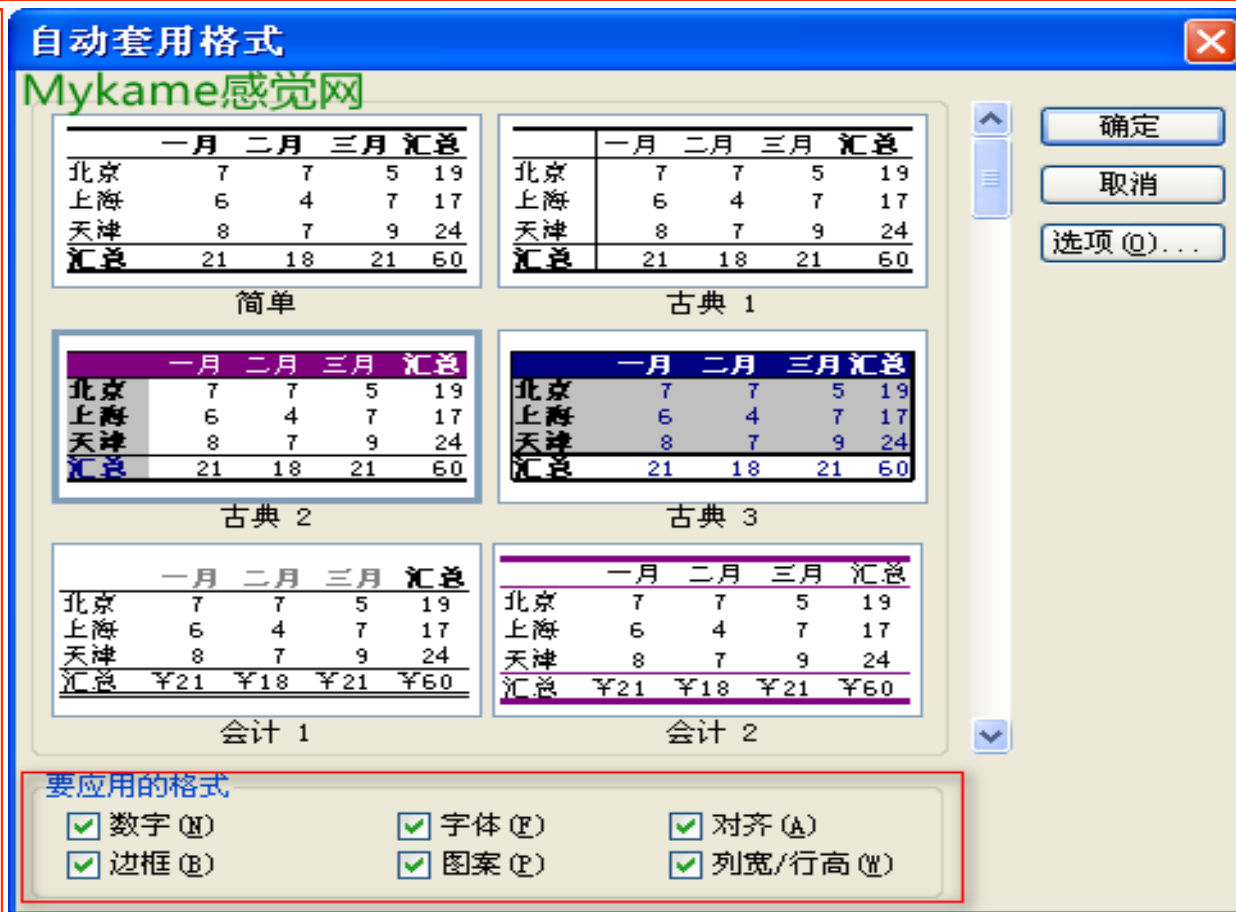 自动套用格式
Mykame感觉网
确定
取消
选项(O)...
一月 二月 三月 汇总
北京 7 7 5 19
上海 6 4 7 17
天津 8 7 9 24
汇总 21 18 21 60
简单
一月 二月 三月 汇总
北京 7 7 5 19
上海 6 4 7 17
天津 8 7 9 24
汇总 21 18 21 60
古典 1
一月 二月 三月 汇总
北京 7 7 5 19
上海 6 4 7 17
天津 8 7 9 24
汇总 21 18 21 60
古典 2
一月 二月 三月 汇总
北京 7 7 5 19
上海 6 4 7 17
天津 8 7 9 24
汇总 21 18 21 60
古典 3
一月 二月 三月 汇总
北京 7 7 5 19
上海 6 4 7 17
天津 8 7 9 24
汇总 ¥21 ¥18 ¥21 ¥60
会计 1
一月 二月 三月 汇总
北京 7 7 5 19
上海 6 4 7 17
天津 8 7 9 24
汇总 ¥21 ¥18 ¥21 ¥60
会计 2
要应用的格式
数字(N) 字体(F) 对齐(A)
边框(B) 图案(P) 列宽/行高(W)